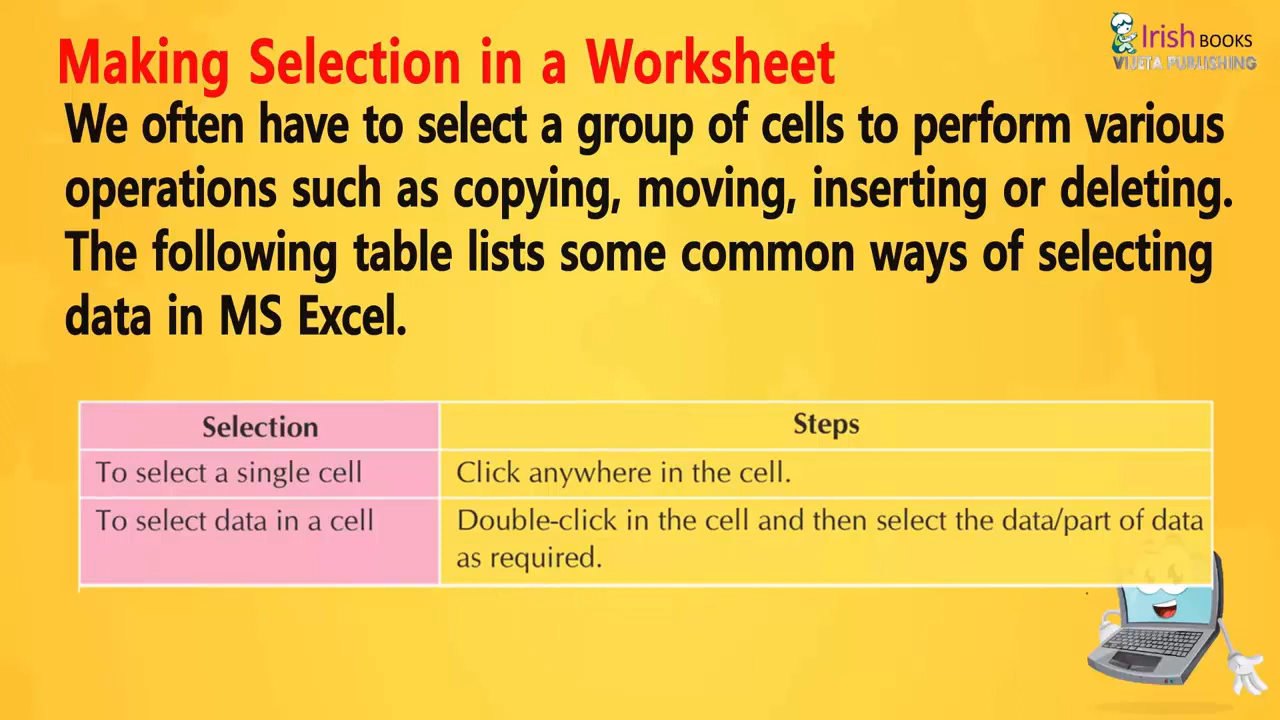 Irish BOOKS
VIJETA PUBLISHING
Making Selection in a Worksheet
We often have to select a group of cells to perform various
operations such as copying, moving, inserting or deleting.
The following table lists some common ways of selecting
data in MS Excel.
Selection Steps
To select a single cell Click anywhere in the cell.
To select data in a cell Double-click in the cell and then select the data/part of data
as required.